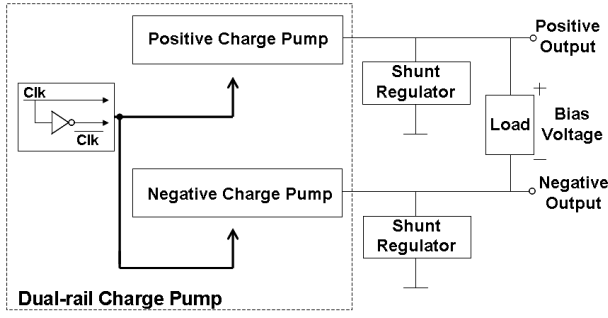 Positive Charge Pump
Positive
Output
Clk
Clk
Shunt
Regulator
+
Load
Bias
Voltage
−
Negative Charge Pump
Negative
Output
Shunt
Regulator
Dual-rail Charge Pump